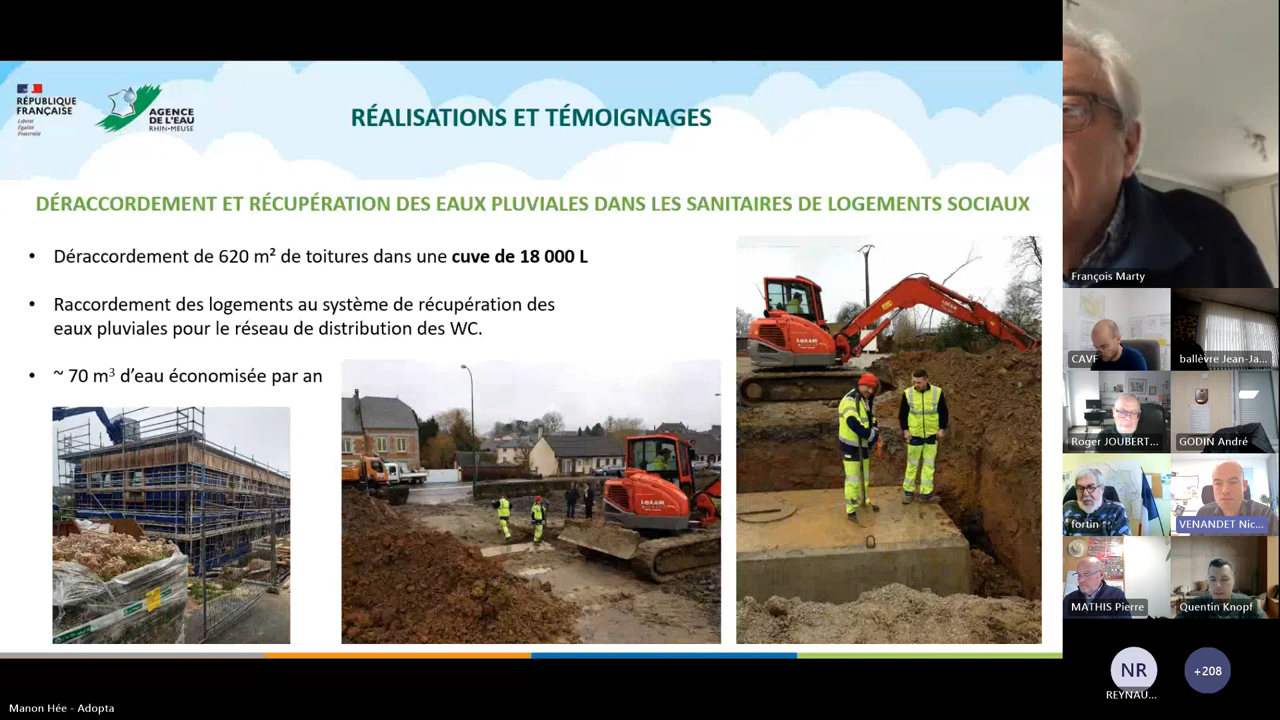 RÉPUBLIQUE
FRANÇAISE
Liberté
Égalité
Fraternité
AGENCE
DE L'EAU
RHIN-MEUSE
RÉALISATIONS ET TÉMOIGNAGES
DÉRACCORDEMENT ET RÉCUPÉRATION DES EAUX PLUVIALES DANS LES SANITAIRES DE LOGEMENTS SOCIAUX
• Déraccordement de 620 m² de toitures dans une cuve de 18 000 L
• Raccordement des logements au système de récupération des
eaux pluviales pour le réseau de distribution des WC.
• ~ 70 m³ d'eau économisée par an
LOXAM
LOXAM
François Marty
CAVF
ballèvre Jean-Ja...
Roger JOUBERT...
GODIN André
fortin
VENANDET Nic...
MATHIS Pierre
Quentin Knopf
NR
+208
REYNAU...
Manon Hée - Adopta